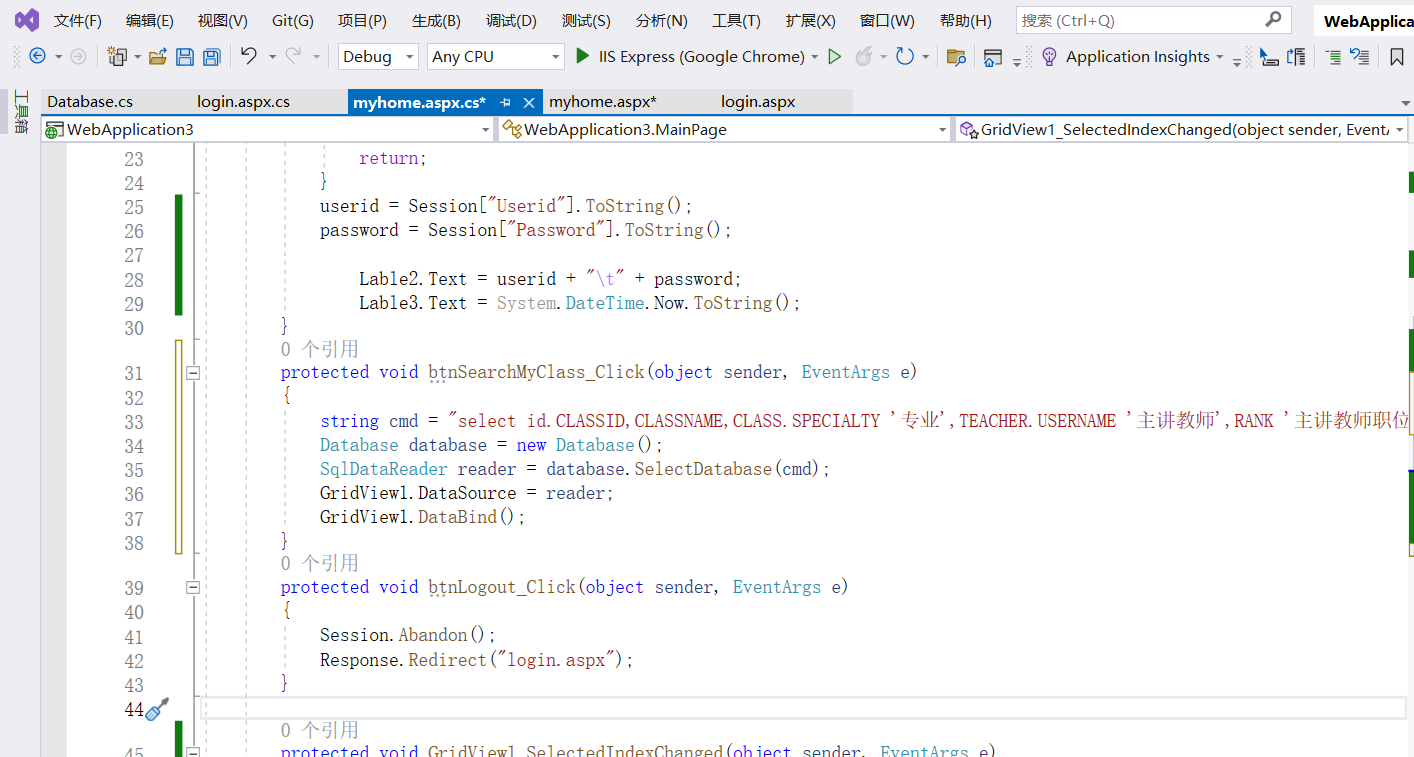 文件(F) 编辑(E) 视图(V) Git(G) 项目(P) 生成(B) 调试(D) 测试(S) 分析(N) 工具(T) 扩展(X) 窗口(W) 帮助(H) 搜索 (Ctrl+Q) WebApplica
Debug Any CPU IIS Express (Google Chrome) Application Insights
工具箱
Database.cs login.aspx.cs myhome.aspx.cs* myhome.aspx* login.aspx
WebApplication3 WebApplication3.MainPage GridView1_SelectedIndexChanged(object sender, EventA
23 return;
24 }
25 userid = Session["Userid"].ToString();
26 password = Session["Password"].ToString();
27
28 Lable2.Text = userid + "\t" + password;
29 Lable3.Text = System.DateTime.Now.ToString();
30 }
0 个引用
31 protected void btnSearchMyClass_Click(object sender, EventArgs e)
32 {
33 string cmd = "select id.CLASSID,CLASSNAME,CLASS.SPECIALTY '专业',TEACHER.USERNAME '主讲教师',RANK '主讲教师职位
34 Database database = new Database();
35 SqlDataReader reader = database.SelectDatabase(cmd);
36 GridView1.DataSource = reader;
37 GridView1.DataBind();
38 }
0 个引用
39 protected void btnLogout_Click(object sender, EventArgs e)
40 {
41 Session.Abandon();
42 Response.Redirect("login.aspx");
43 }
44
0 个引用
45 protected void GridView1_SelectedIndexChanged(object sender, EventArgs e)